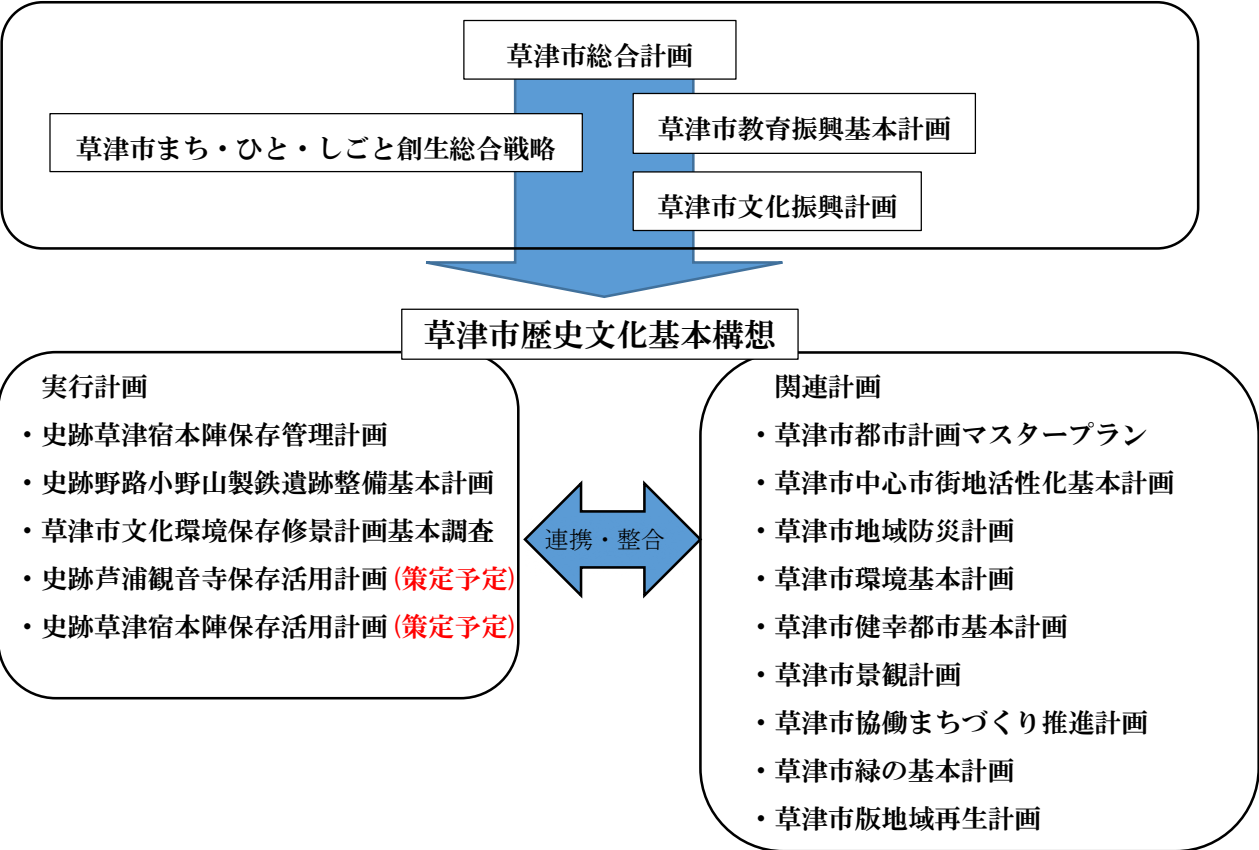 草津市総合計画
草津市まち・ひと・しごと創生総合戦略
草津市教育振興基本計画
草津市文化振興計画
草津市歴史文化基本構想
実行計画
・史跡草津宿本陣保存管理計画
・史跡野路小野山製鉄遺跡整備基本計画
・草津市文化環境保存修景計画基本調査
・史跡芦浦観音寺保存活用計画(策定予定)
・史跡草津宿本陣保存活用計画(策定予定)
連携・整合
関連計画
・草津市都市計画マスタープラン
・草津市中心市街地活性化基本計画
・草津市地域防災計画
・草津市環境基本計画
・草津市健幸都市基本計画
・草津市景観計画
・草津市協働まちづくり推進計画
・草津市緑の基本計画
・草津市版地域再生計画